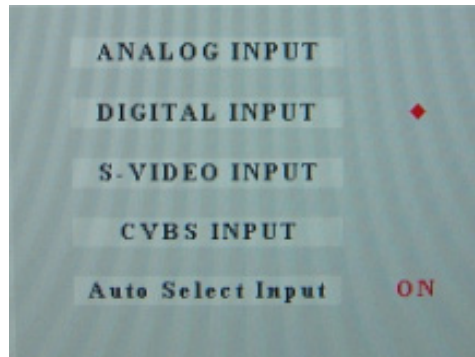 ANALOG INPUT
DIGITAL INPUT
S-VIDEO INPUT
CVBS INPUT
Auto Select Input ON